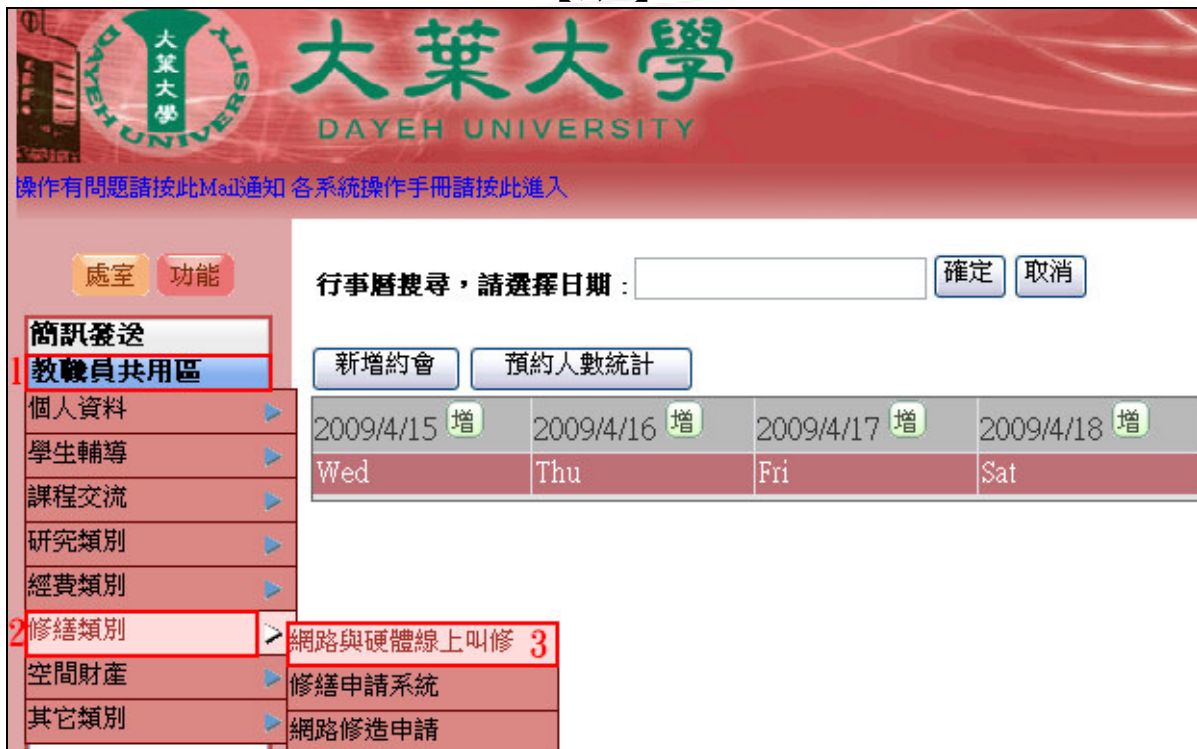 大葉大學
DAYEH UNIVERSITY
大葉大學
DAYEH UNIVERSITY
操作有問題請按此Mail通知 各系統操作手冊請按此進入
處室 功能
行事曆搜尋，請選擇日期： 確定 取消
簡訊發送
1 教職員共用區
新增約會 預約人數統計
個人資料
學生輔導
課程交流
研究類別
經費類別
2 修繕類別
空間財產
其它類別
2009/4/15 增 2009/4/16 增 2009/4/17 增 2009/4/18 增
Wed Thu Fri Sat
網路與硬體線上叫修 3
修繕申請系統
網路修造申請